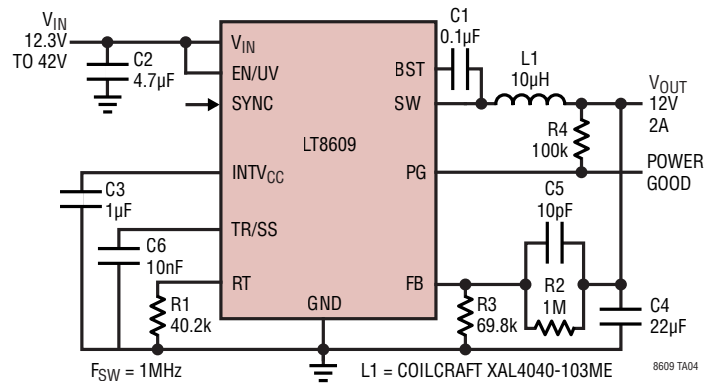 VIN
12.3V
TO 42V
C2
4.7µF
VIN
EN/UV
SYNC
INTVCC
TR/SS
RT
GND
LT8609
BST
SW
PG
FB
C1
0.1µF
L1
10µH
VOUT
12V
2A
R4
100k
POWER
GOOD
C5
10pF
R2
1M
C3
1µF
C6
10nF
R1
40.2k
R3
69.8k
C4
22µF
FSW = 1MHz
L1 = COILCRAFT XAL4040-103ME
8609 TA04